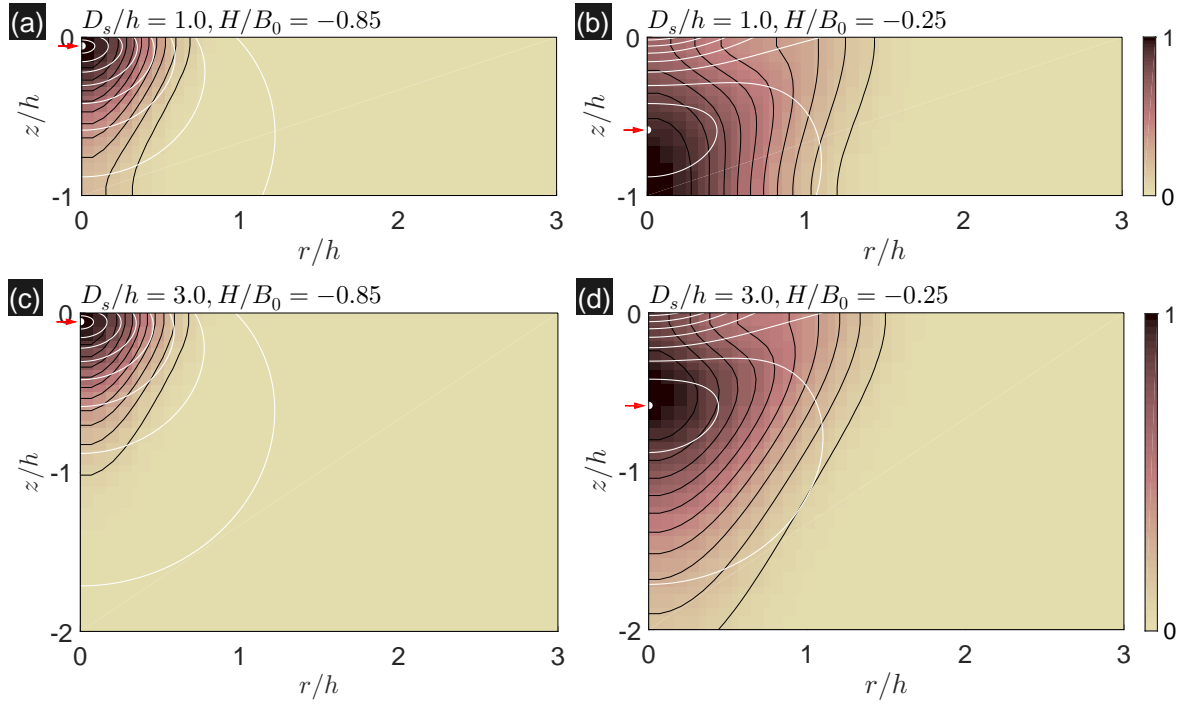 (a) D_s/h = 1.0, H/B_0 = −0.85
0
z/h
-1
0 1 2 3
r/h
(b) D_s/h = 1.0, H/B_0 = −0.25
0
z/h
-1
0 1 2 3
r/h
1
0
(c) D_s/h = 3.0, H/B_0 = −0.85
0
z/h
-1
-2
0 1 2 3
r/h
(d) D_s/h = 3.0, H/B_0 = −0.25
0
z/h
-1
-2
0 1 2 3
r/h
1
0